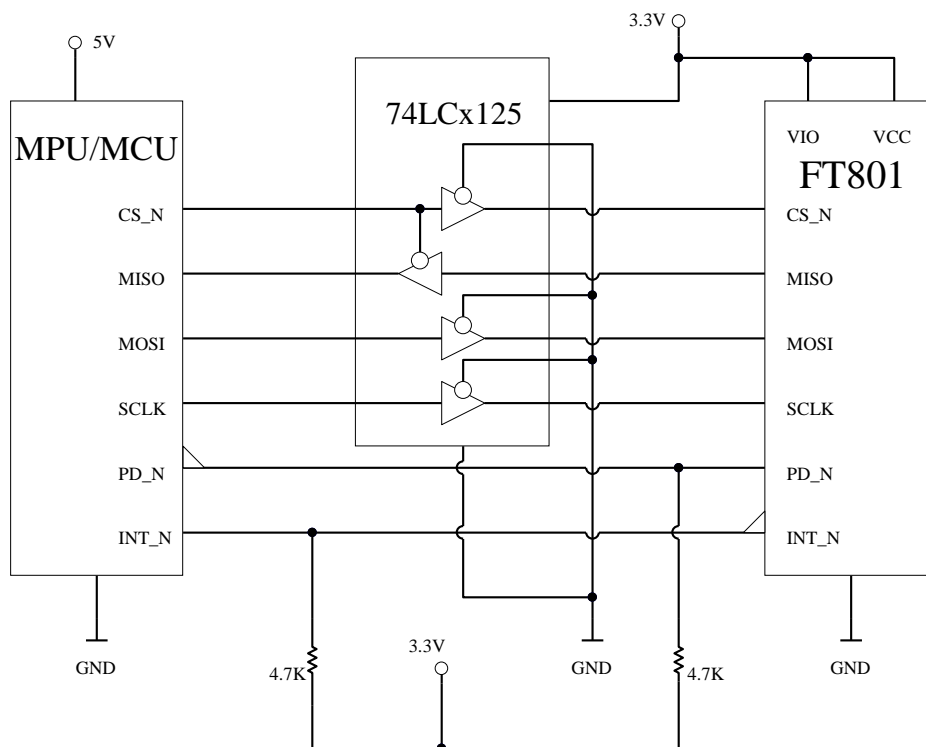 3.3V
5V
74LCx125
MPU/MCU
VIO
VCC
FT801
CS_N
CS_N
MISO
MISO
MOSI
MOSI
SCLK
SCLK
PD_N
PD_N
INT_N
INT_N
GND
3.3V
GND
GND
4.7K
4.7K